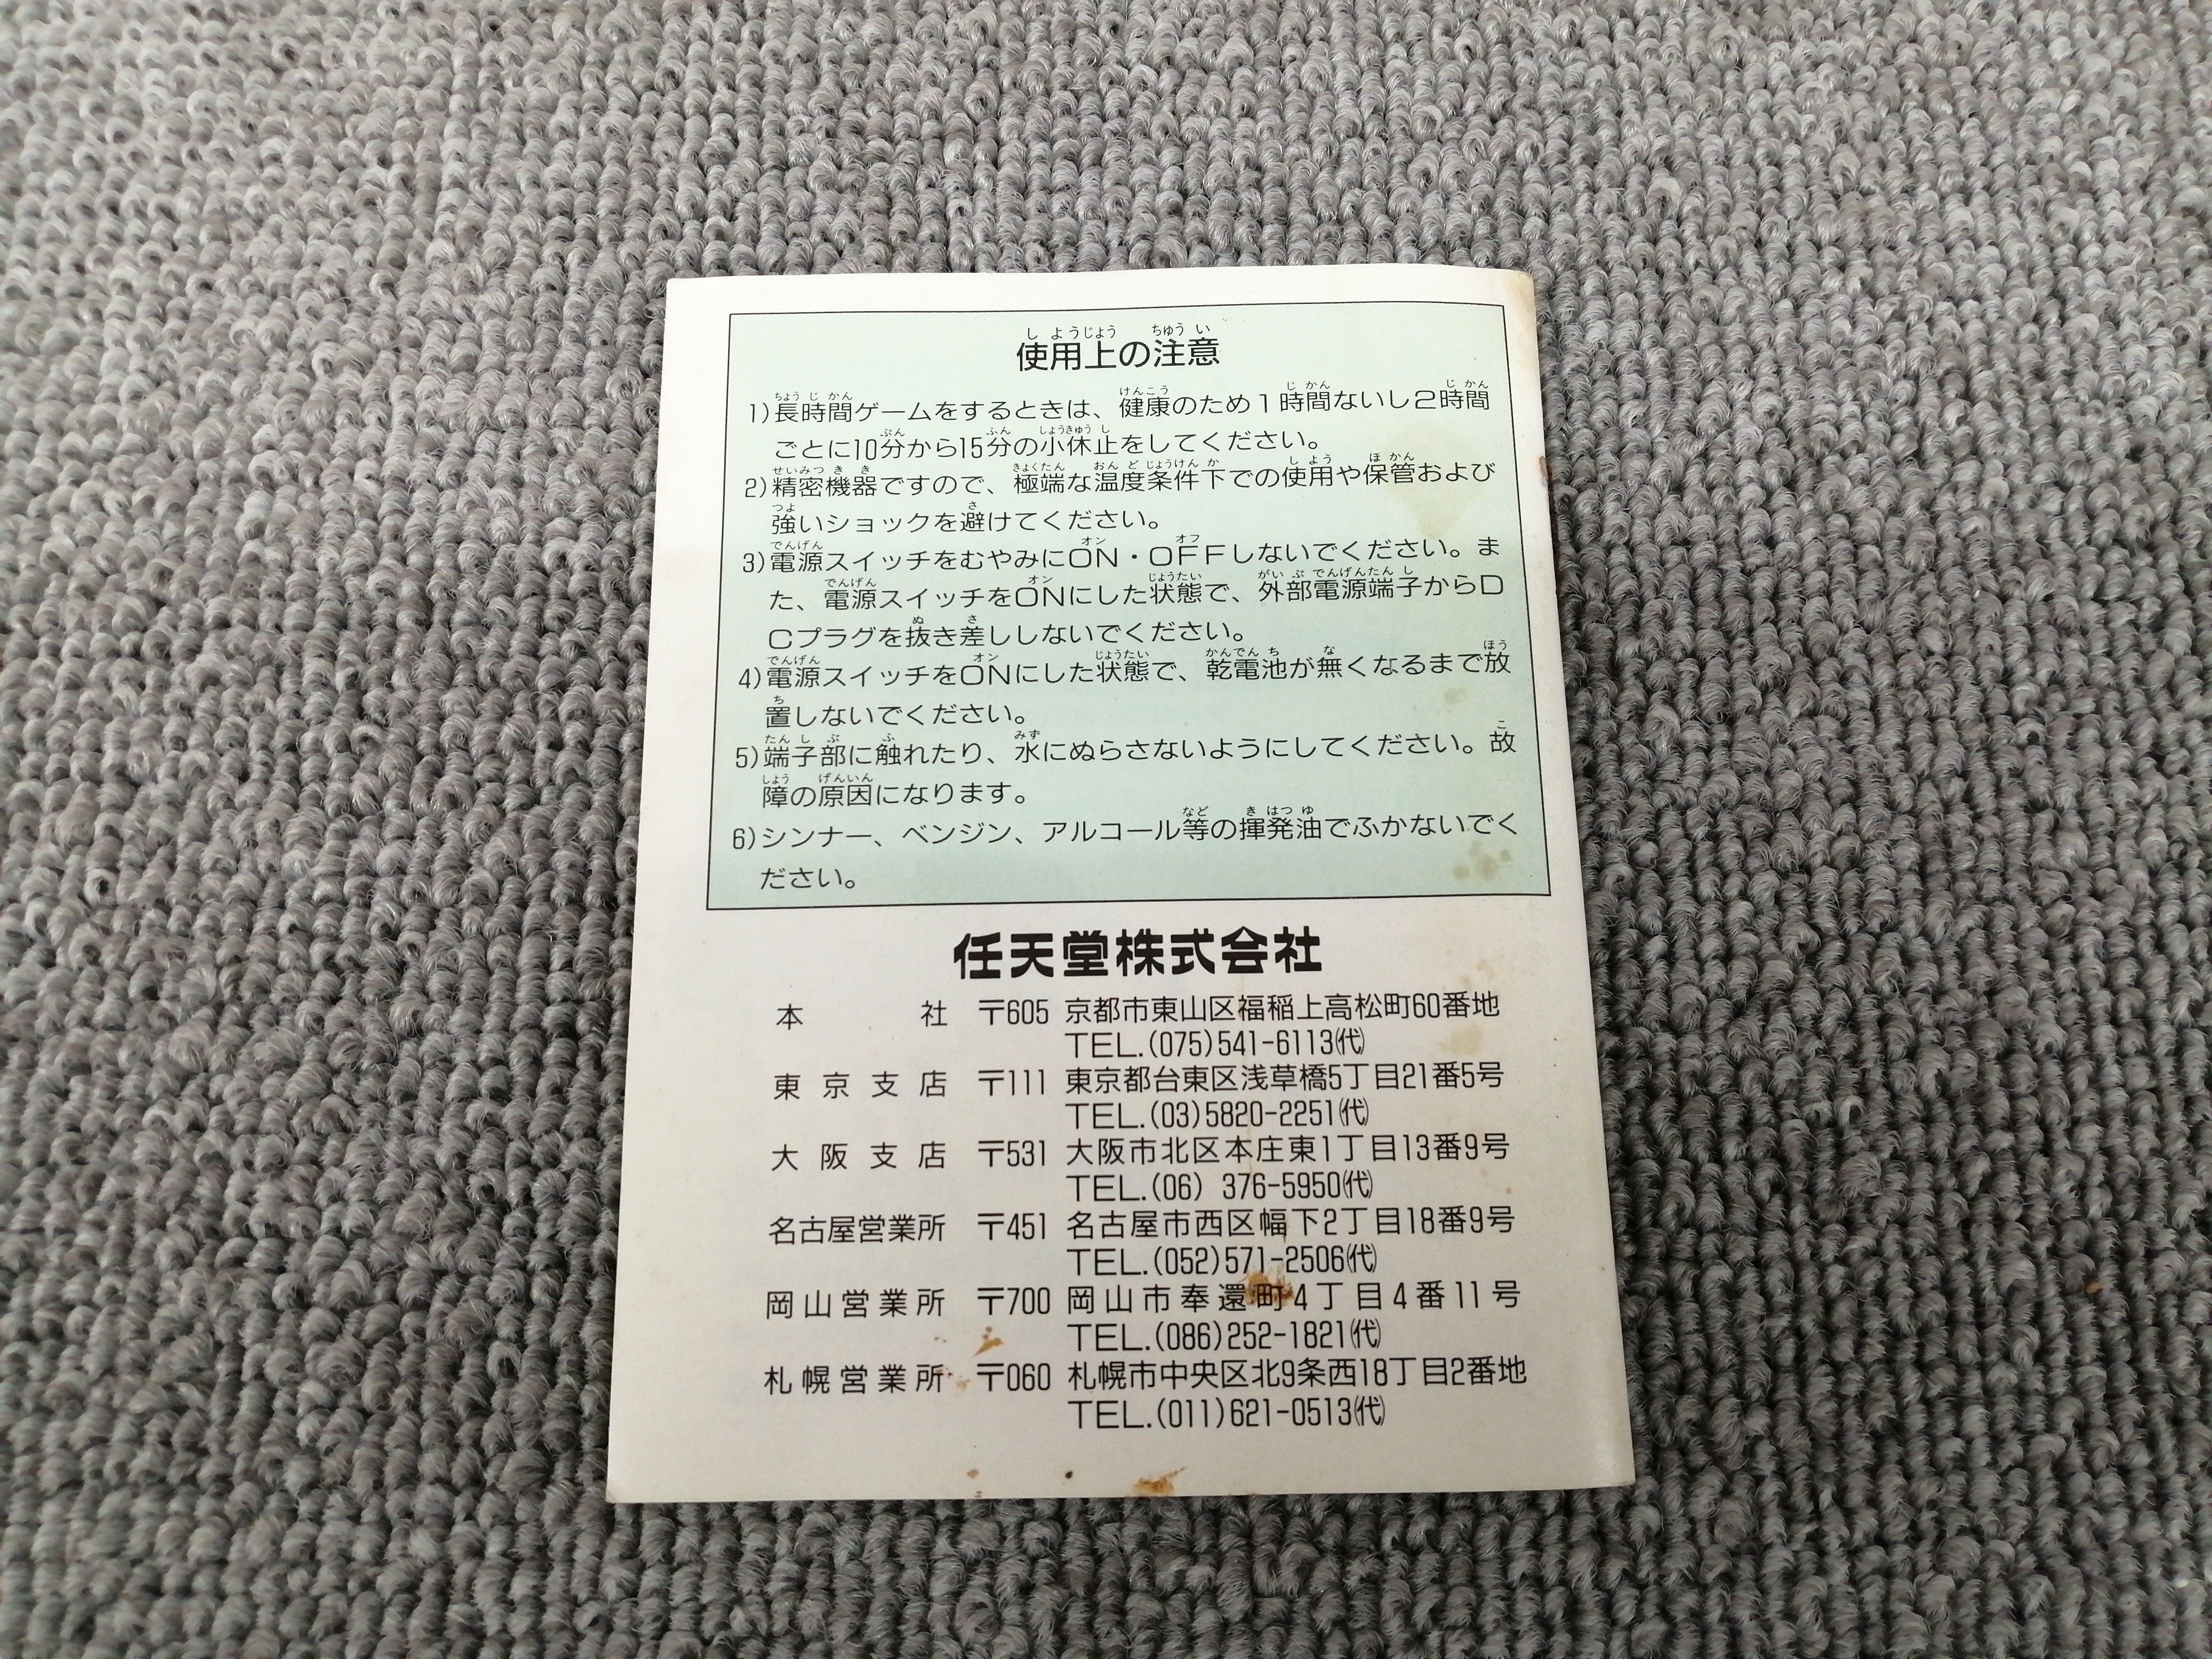 使用上の注意
1)長時間ゲームをするときは、健康のため1時間ないし2時間
ごとに10分から15分の小休止をしてください。
2)精密機器ですので、極端な温度条件下での使用や保管および
強いショックを避けてください。
3)電源スイッチをむやみにON・OFFしないでください。ま
た、電源スイッチをONにした状態で、外部電源端子からD
Cプラグを抜き差ししないでください。
4)電源スイッチをONにした状態で、乾電池が無くなるまで放
置しないでください。
5)端子部に触れたり、水にぬらさないようにしてください。故
障の原因になります。
6)シンナー、ベンジン、アルコール等の揮発油でふかないでく
ださい。
任天堂株式会社
本社 〒605 京都市東山区福稲上高松町60番地
TEL.(075)541-6113(代)
東京支店 〒111 東京都台東区浅草橋5丁目21番5号
TEL.(03)5820-2251(代)
大阪支店 〒531 大阪市北区本庄東1丁目13番9号
TEL.(06) 376-5950(代)
名古屋営業所 〒451 名古屋市西区幅下2丁目18番9号
TEL.(052)571-2506(代)
岡山営業所 〒700 岡山市奉還町4丁目4番11号
TEL.(086)252-1821(代)
札幌営業所 〒060 札幌市中央区北9条西18丁目2番地
TEL.(011)621-0513(代)